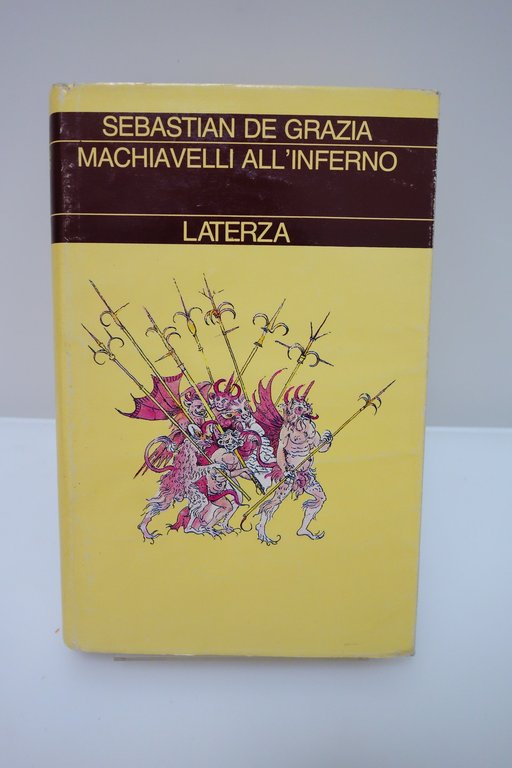 SEBASTIAN DE GRAZIA
MACHIAVELLI ALL'INFERNO
LATERZA